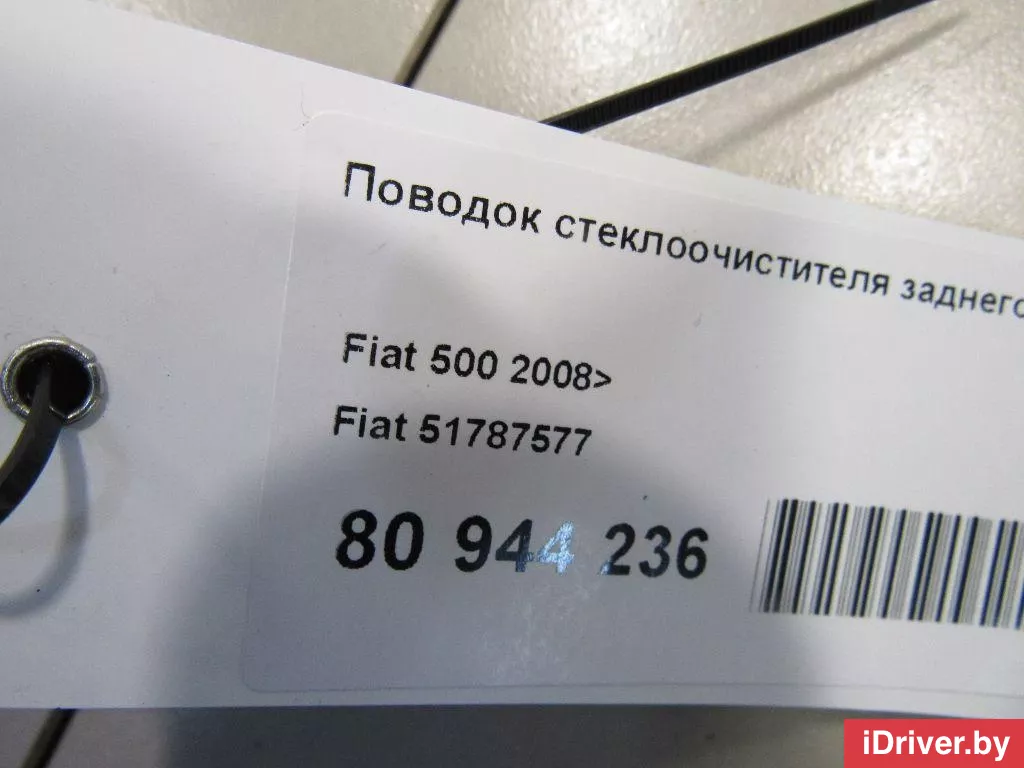 Поводок стеклоочистителя заднего
Fiat 500 2008>
Fiat 51787577
80 944 236
iDriver.by